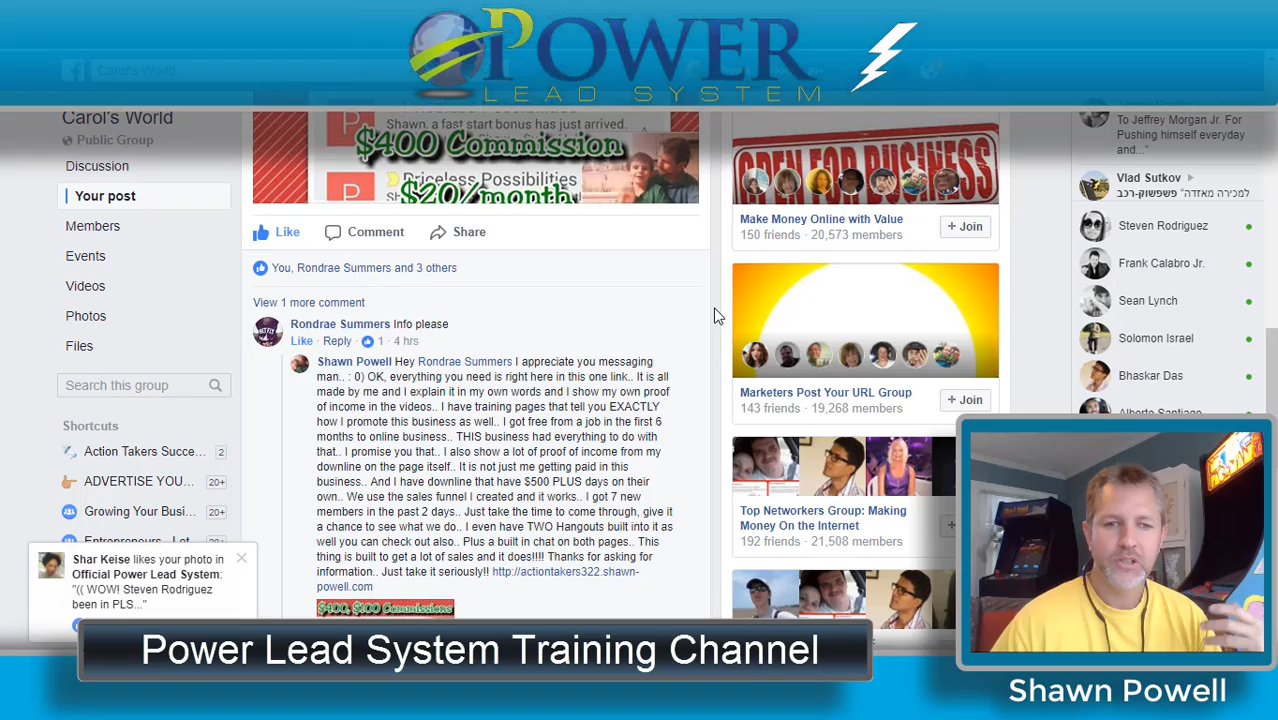 POWER
LEAD SYSTEM
Carol's World
Carol's World
Public Group
Discussion
Your post
Members
Events
Videos
Photos
Files
Search this group
Shortcuts
Action Takers Succe... 2
ADVERTISE YOU... 20+
Growing Your Busi... 20+
Shar Keise likes your photo in
Official Power Lead System:
"(( WOW! Steven Rodriguez
been in PLS..."
Shawn, a fast start bonus has just arrived.
$400 Commission
Priceless Possibilities
$20/month
Like Comment Share
You, Rondrae Summers and 3 others
View 1 more comment
Rondrae Summers Info please
Like · Reply · 1 · 4 hrs
Shawn Powell Hey Rondrae Summers I appreciate you messaging
man.. : 0) OK, everything you need is right here in this one link.. It is all
made by me and I explain it in my own words and I show my own proof
of income in the videos.. I have training pages that tell you EXACTLY
how I promote this business as well.. I got free from a job in the first 6
months to online business.. THIS business had everything to do with
that.. I promise you that.. I also show a lot of proof of income from my
downline on the page itself.. It is not just me getting paid in this
business.. And I have downline that have $500 PLUS days on their
own.. We use the sales funnel I created and it works.. I got 7 new
members in the past 2 days.. Just take the time to come through, give it
a chance to see what we do.. I even have TWO Hangouts built into it as
well you can check out also.. Plus a built in chat on both pages.. This
thing is built to get a lot of sales and it does!!!! Thanks for asking for
information.. Just take it seriously!! http://actiontakers322.shawn-
powell.com
$400, $100 Commissions
OPEN FOR BUSINESS
Make Money Online with Value
150 friends · 20,573 members
+ Join
Marketers Post Your URL Group
143 friends · 19,268 members
+ Join
Top Networkers Group: Making
Money On the Internet
192 friends · 21,508 members
To Jeffrey Morgan Jr. For
Pushing himself everyday
and..."
Vlad Sutkov
למכירה מאזדה" פשפשוק-רכב
Steven Rodriguez
Frank Calabro Jr.
Sean Lynch
Solomon Israel
Bhaskar Das
Alberto Santiago
Power Lead System Training Channel
Shawn Powell